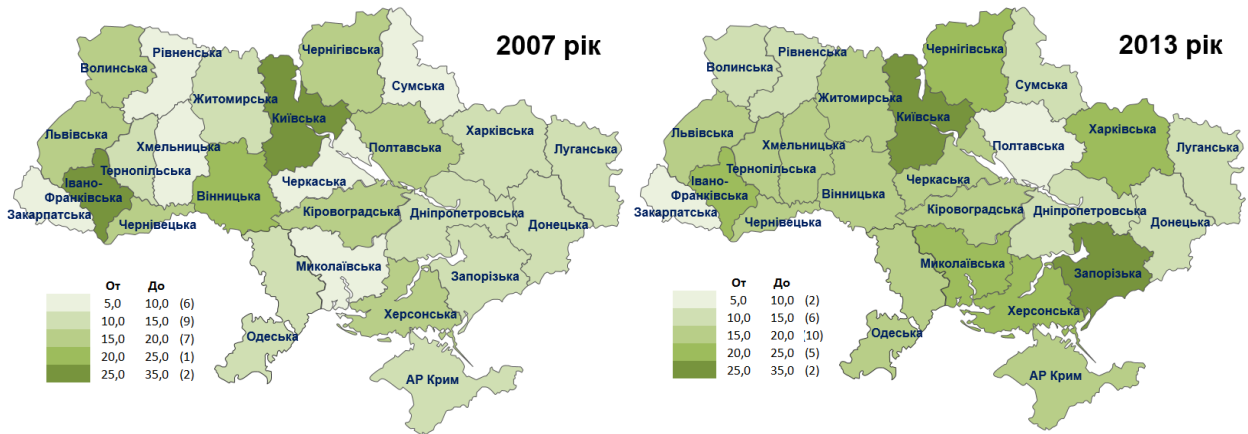 2007 рік
Рівненська
Чернігівська
Волинська
Сумська
Житомирська
Київська
Львівська
Харківська
Хмельницька
Полтавська
Луганська
Тернопільська
Івано-
Франківська
Вінницька
Черкаська
Закарпатська
Чернівецька
Кіровоградська
Дніпропетровська
Донецька
Миколаївська
Запорізька
Херсонська
Одеська
АР Крим
От До
5,0 10,0 (6)
10,0 15,0 (9)
15,0 20,0 (7)
20,0 25,0 (1)
25,0 35,0 (2)
2013 рік
Рівненська
Чернігівська
Волинська
Сумська
Житомирська
Київська
Львівська
Харківська
Хмельницька
Полтавська
Луганська
Тернопільська
Івано-
Франківська
Вінницька
Черкаська
Закарпатська
Чернівецька
Кіровоградська
Дніпропетровська
Донецька
Миколаївська
Запорізька
Херсонська
Одеська
АР Крим
От До
5,0 10,0 (2)
10,0 15,0 (6)
15,0 20,0 (10)
20,0 25,0 (5)
25,0 35,0 (2)